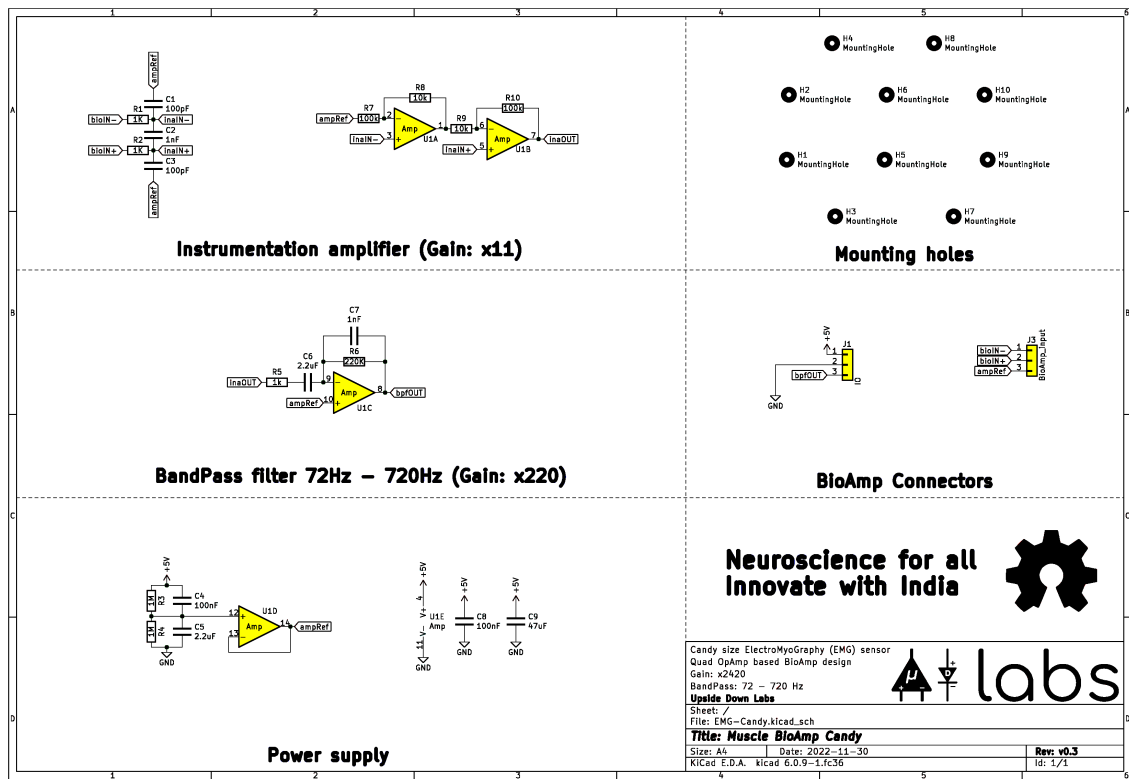 1 2 3 4 5 6
A
B
C
D
ampRef
C1
100pF
R1
bioIN-
1K
inaIN-
C2
1nF
R2
bioIN+
1K
inaIN+
C3
100pF
ampRef
R8
10k
R7
ampRef
100k
2
inaIN-
3
Amp
1
U1A
R9
10k
R10
100k
6
inaIN+
5
Amp
7
U1B
inaOUT
Instrumentation amplifier (Gain: x11)
H4
MountingHole
H8
MountingHole
H2
MountingHole
H6
MountingHole
H10
MountingHole
H1
MountingHole
H5
MountingHole
H9
MountingHole
H3
MountingHole
H7
MountingHole
Mounting holes
C7
1nF
R6
220K
C6
2.2uF
R5
inaOUT
1k
9
ampRef
10
Amp
8
U1C
bpfOUT
BandPass filter 72Hz – 720Hz (Gain: x220)
+5V
J1
1
2
3
bpfOUT
IO
GND
J3
bioIN-
1
bioIN+
2
ampRef
3
BioAmp_Input
BioAmp Connectors
+5V
1M
R3
C4
100nF
1M
R4
C5
2.2uF
GND
12
13
U1D
Amp
14
ampRef
+5V
4
V+
U1E
Amp
V-
11
GND
+5V
C8
100nF
GND
+5V
C9
47uF
GND
Power supply
Neuroscience for all
Innovate with India
Candy size ElectroMyoGraphy (EMG) sensor
Quad OpAmp based BioAmp design
Gain: x2420
BandPass: 72 – 720 Hz
Upside Down Labs
μ D labs
Sheet: /
File: EMG-Candy.kicad_sch
Title: Muscle BioAmp Candy
Size: A4 Date: 2022-11-30 Rev: v0.3
KiCad E.D.A. kicad 6.0.9-1.fc36 Id: 1/1
1 2 3 4 5 6